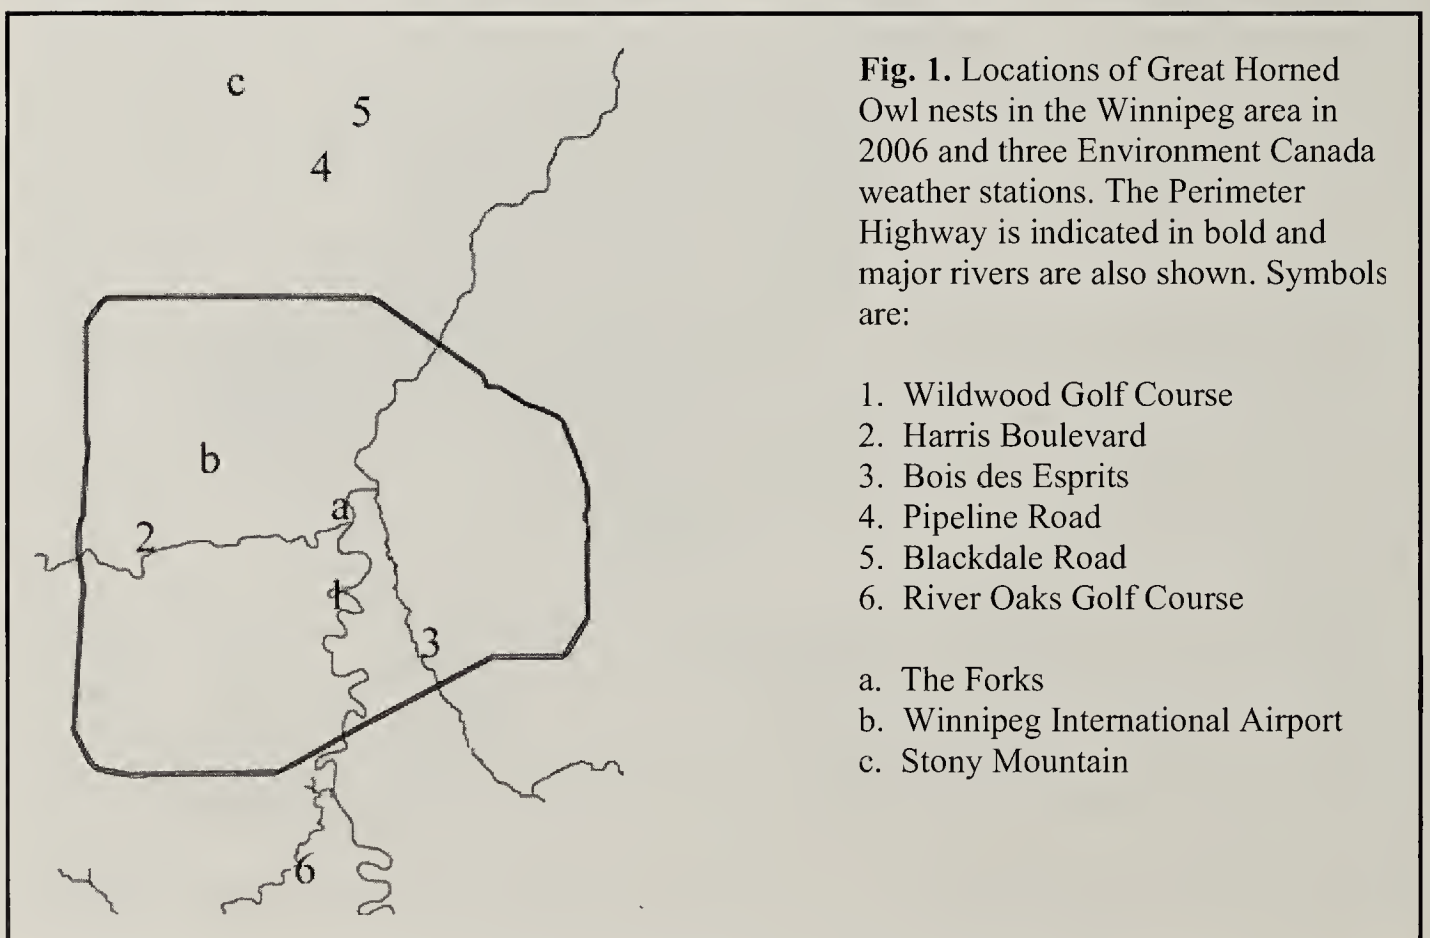 c
5
4
b
a
2
1
3
6
Fig. 1. Locations of Great Horned
Owl nests in the Winnipeg area in
2006 and three Environment Canada
weather stations. The Perimeter
Highway is indicated in bold and
major rivers are also shown. Symbols
are:
1. Wildwood Golf Course
2. Harris Boulevard
3. Bois des Esprits
4. Pipeline Road
5. Blackdale Road
6. River Oaks Golf Course
a. The Forks
b. Winnipeg International Airport
c. Stony Mountain